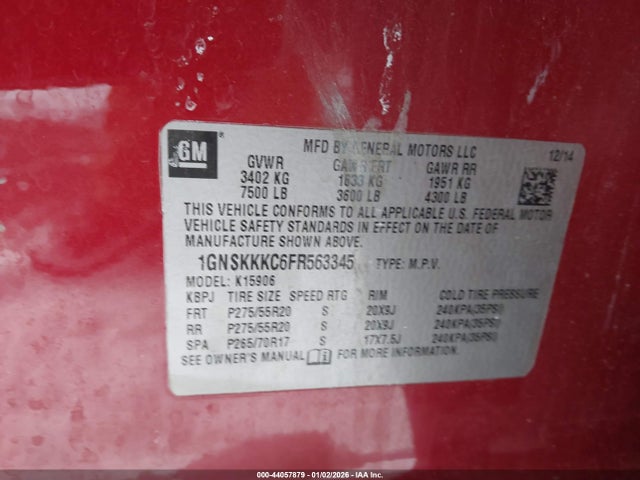 GM ®
MFD BY GENERAL MOTORS LLC 12/14
GVWR GAWR FRT GAWR RR
3402 KG 1633 KG 1951 KG
7500 LB 3600 LB 4300 LB
THIS VEHICLE CONFORMS TO ALL APPLICABLE U.S. FEDERAL MOTOR
VEHICLE SAFETY STANDARDS IN EFFECT ON THE DATE OF
MANUFACTURE SHOWN ABOVE.
1GNSKKKC6FR563345 TYPE: M.P.V.
MODEL: K15906
KBPJ TIRE SIZE SPEED RTG RIM COLD TIRE PRESSURE
FRT P275/55R20 S 20X9J 240KPA(35PSI)
RR P275/55R20 S 20X9J 240KPA(35PSI)
SPA P265/70R17 S 17X7.5J 240KPA(35PSI)
SEE OWNER'S MANUAL FOR MORE INFORMATION.
000-44057879 - 01/02/2026 - IAA Inc.